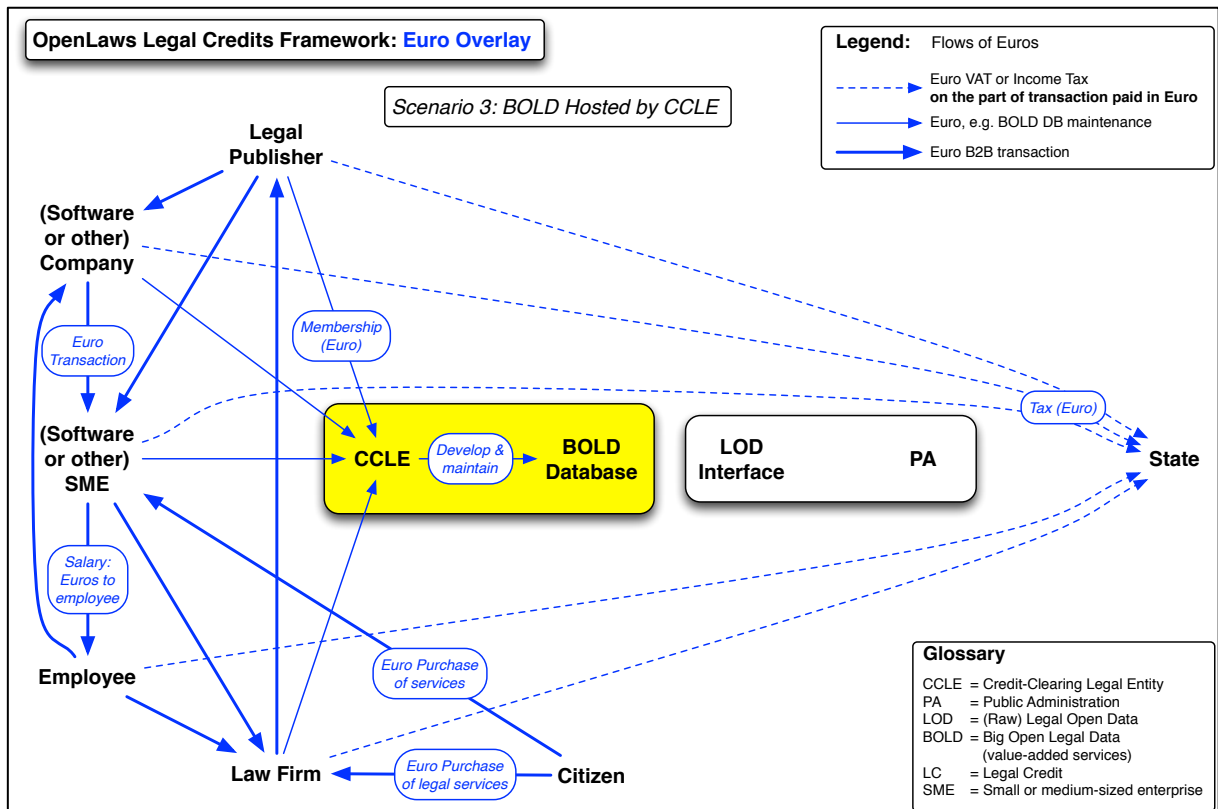 OpenLaws Legal Credits Framework: Euro Overlay
Legend: Flows of Euros
Euro VAT or Income Tax
on the part of transaction paid in Euro
Euro, e.g. BOLD DB maintenance
Euro B2B transaction
Scenario 3: BOLD Hosted by CCLE
Legal
Publisher
(Software
or other)
Company
Euro
Transaction
Membership
(Euro)
Tax (Euro)
(Software
or other)
SME
CCLE
Develop &
maintain
BOLD
Database
LOD
Interface
PA
State
Salary:
Euros to
employee
Employee
Euro Purchase
of services
Law Firm
Euro Purchase
of legal services
Citizen
Glossary
CCLE = Credit-Clearing Legal Entity
PA = Public Administration
LOD = (Raw) Legal Open Data
BOLD = Big Open Legal Data
(value-added services)
LC = Legal Credit
SME = Small or medium-sized enterprise